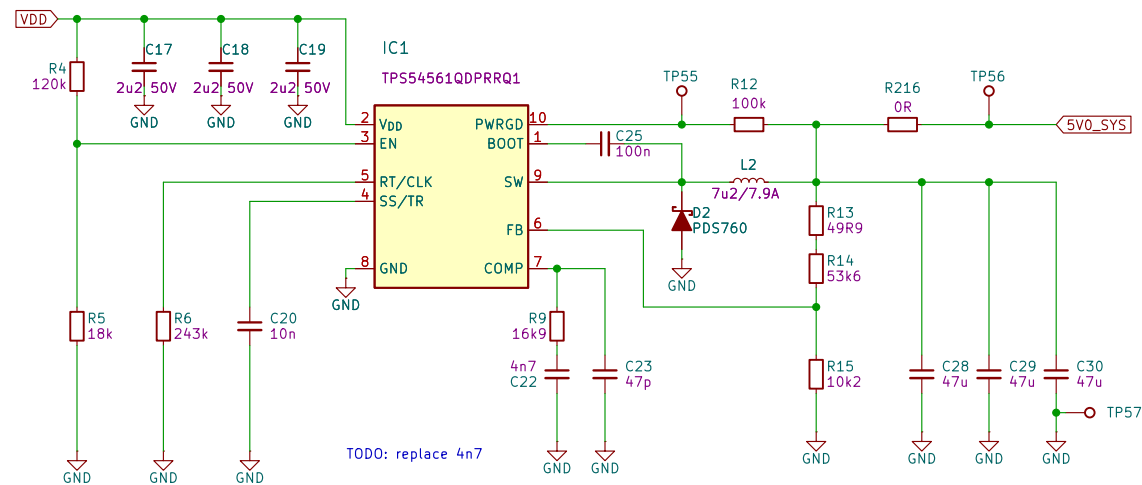 VDD
R4
120k
C17
2u2 50V
GND
C18
2u2 50V
GND
C19
2u2 50V
GND
IC1
TPS54561QDPRRQ1
2 VDD
3 EN
5 RT/CLK
4 SS/TR
8 GND
PWRGD 10
BOOT 1
SW 9
FB 6
COMP 7
GND
TP55
R12
100k
R216
0R
TP56
5V0_SYS
C25
100n
L2
7u2/7.9A
D2
PDS760
GND
R13
49R9
R14
53k6
R5
18k
GND
R6
243k
GND
C20
10n
GND
R9
16k9
4n7
C22
GND
C23
47p
GND
R15
10k2
GND
C28
47u
GND
C29
47u
GND
C30
47u
GND
TP57
TODO: replace 4n7